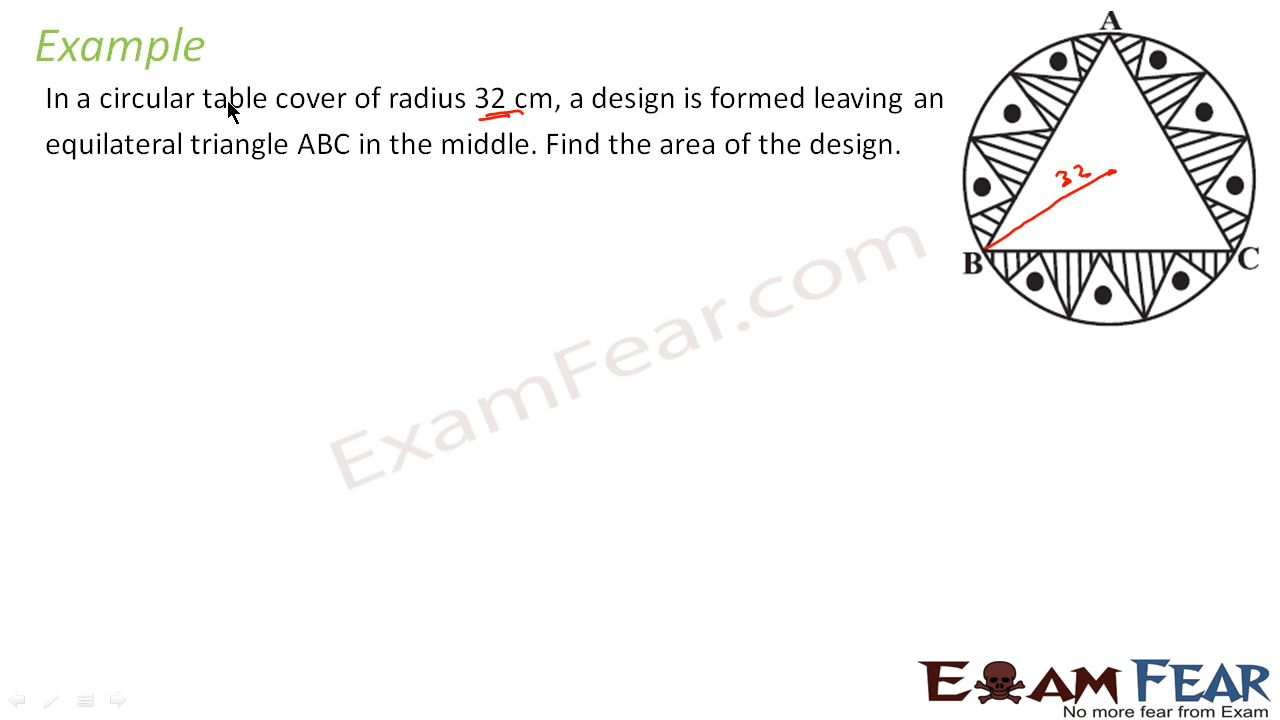 Example
In a circular table cover of radius 32 cm, a design is formed leaving an
equilateral triangle ABC in the middle. Find the area of the design.
A
32
B
C
ExamFear.com
EXAM FEAR
No more fear from Exam